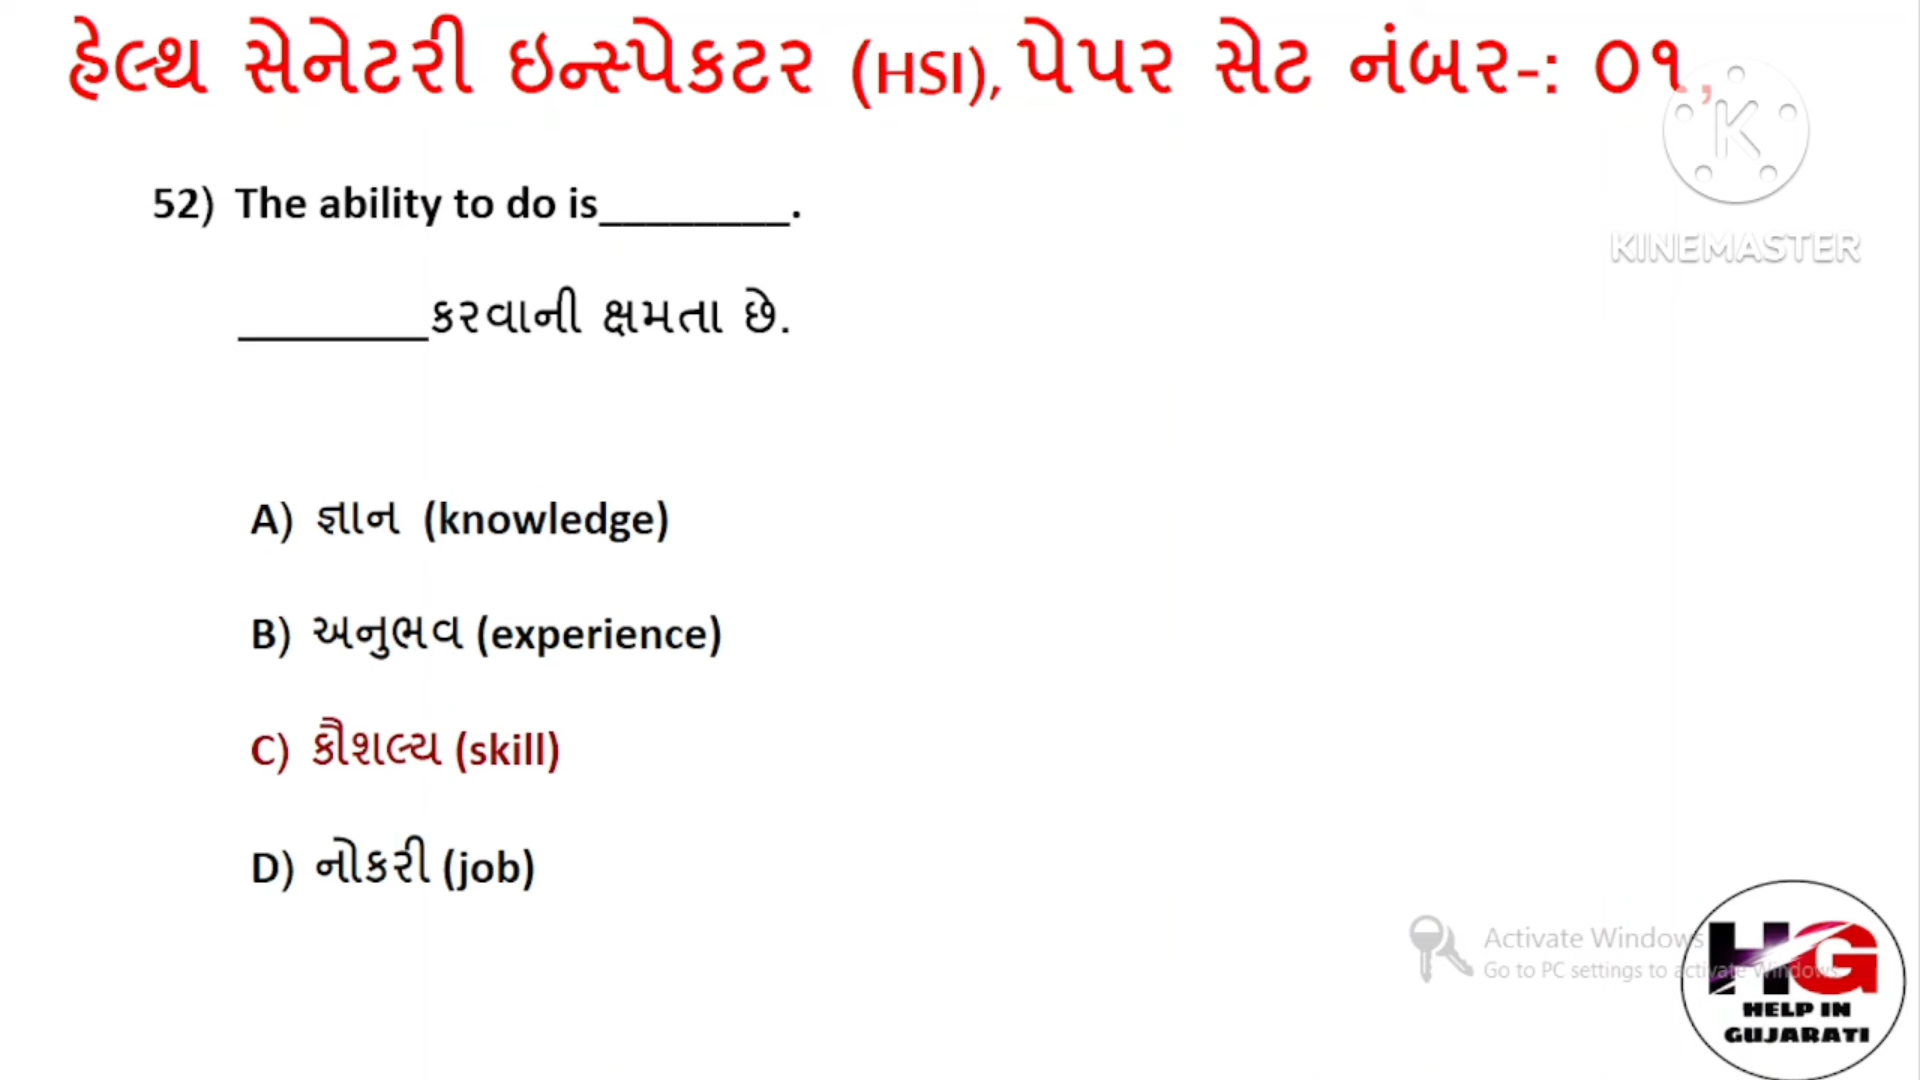 હેલ્થ સેનેટરી ઇન્સ્પેકટર (HSI), પેપર સેટ નંબર-: ૦૧,
K
KINEMASTER
52) The ability to do is________.
________કરવાની ક્ષમતા છે.
A) જ્ઞાન (knowledge)
B) અનુભવ (experience)
C) કૌશલ્ય (skill)
D) નોકરી (job)
Activate Windows
Go to PC settings to activate Windows.
HG
HELP IN
GUJARATI